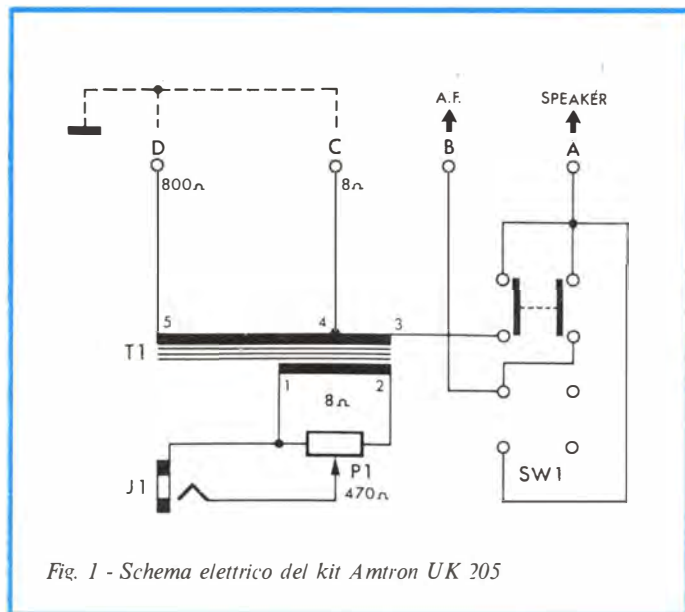 A.F. SPEAKER
D C B A
800Ω 8Ω
5 4 3
T1
1 2
8Ω
J1 P1 SW1
470Ω
Fig. 1 - Schema elettrico del kit Amtron UK 205